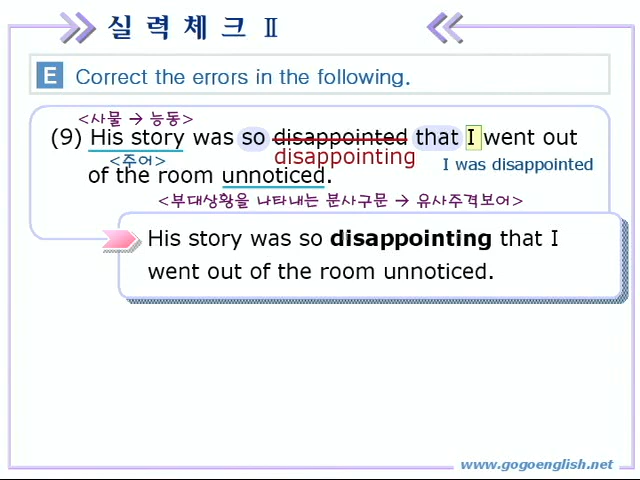 실 력 체 크 Ⅱ
E Correct the errors in the following.
<사물 → 능동>
(9) His story was so disappointed that I went out
<주어> disappointing I was disappointed
of the room unnoticed.
<부대상황을 나타내는 분사구문 → 유사주격보어>
His story was so disappointing that I
went out of the room unnoticed.
www.gogoenglish.net